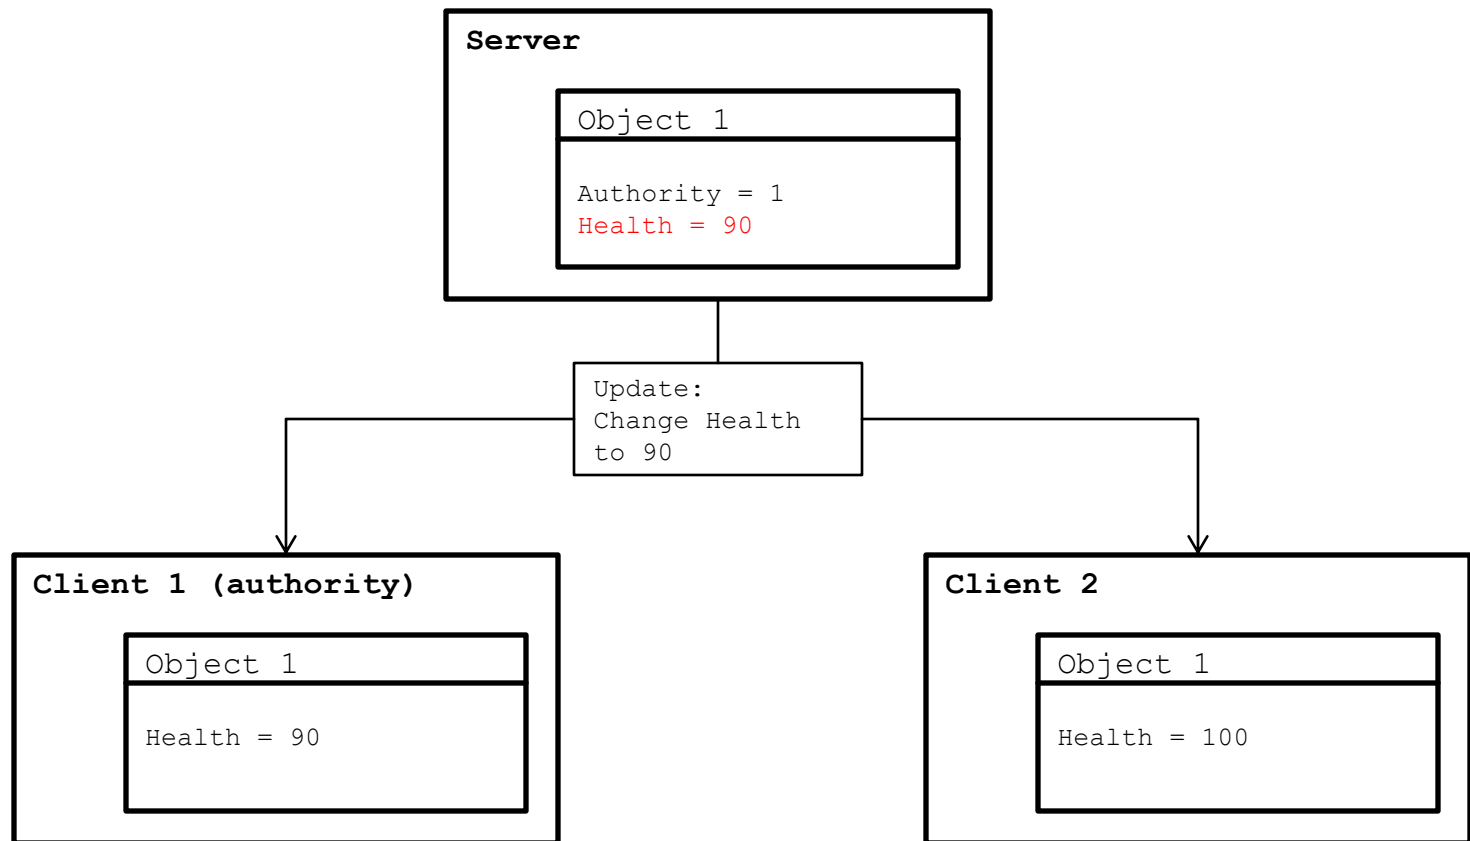 Server
Object 1
Authority = 1
Health = 90
Update:
Change Health
to 90
Client 1 (authority)
Object 1
Health = 90
Client 2
Object 1
Health = 100